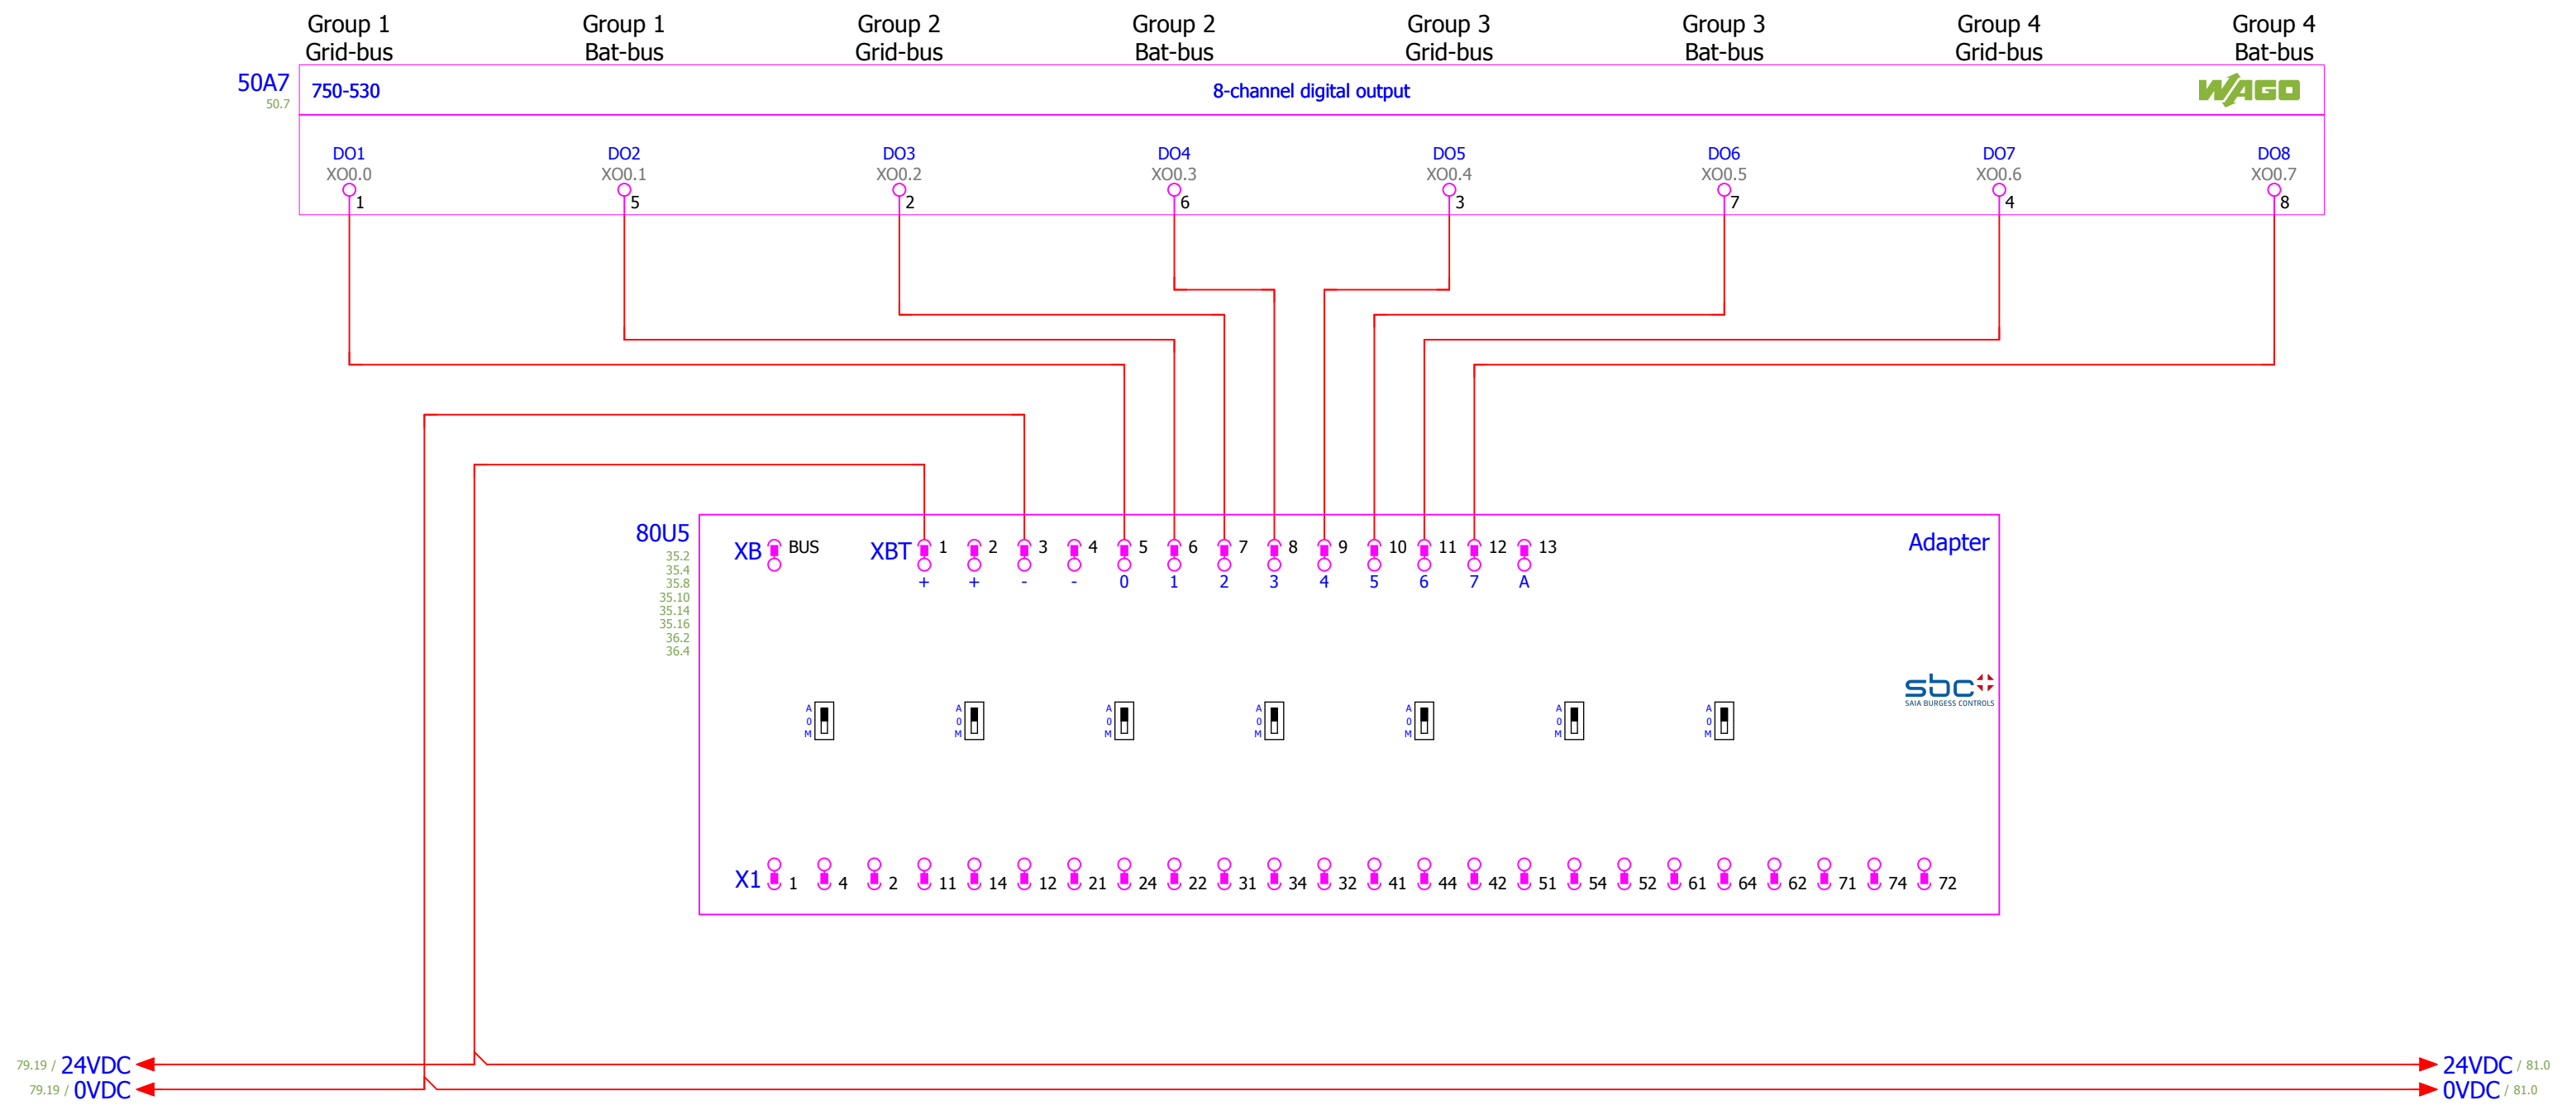 Group 1 Group 1 Group 2 Group 2 Group 3 Group 3 Group 4 Group 4
Grid-bus Bat-bus Grid-bus Bat-bus Grid-bus Bat-bus Grid-bus Bat-bus
50A7 750-530 8-channel digital output WAGO
50.7
DO1 DO2 DO3 DO4 DO5 DO6 DO7 DO8
XO0.0 XO0.1 XO0.2 XO0.3 XO0.4 XO0.5 XO0.6 XO0.7
1 5 2 6 3 7 4 8
80U5
35.2
35.4
35.8
35.10
35.14
35.16
36.2
36.4
XB BUS XBT 1 2 3 4 5 6 7 8 9 10 11 12 13 Adapter
+ + - - 0 1 2 3 4 5 6 7 A
sbc
SAIA BURGESS CONTROLS
A A A A A A A
0 0 0 0 0 0 0
M M M M M M M
X1 1 4 2 11 14 12 21 24 22 31 34 32 41 44 42 51 54 52 61 64 62 71 74 72
79.19 / 24VDC 24VDC / 81.0
79.19 / 0VDC 0VDC / 81.0